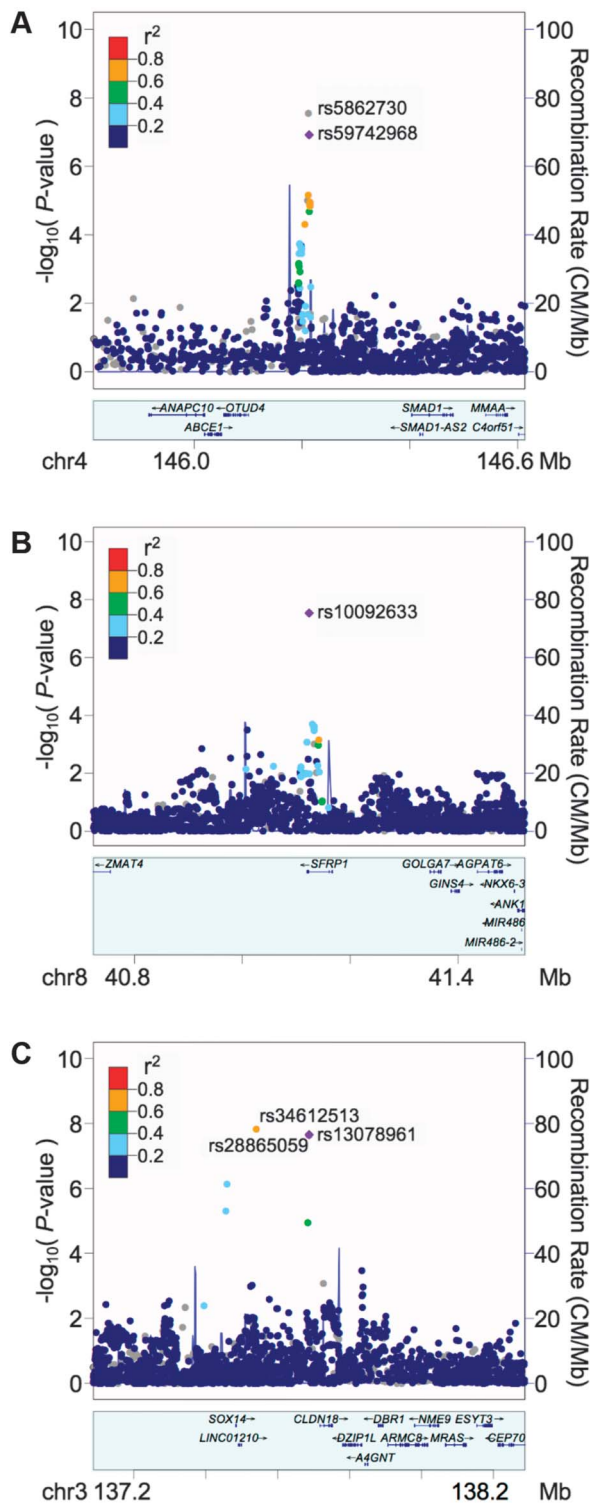 A
10
8
6
4
2
0
-log10( P-value )
r2
0.8
0.6
0.4
0.2
rs5862730
rs59742968
100
80
60
40
20
0
Recombination Rate (CM/Mb)
←ANAPC10 ←OTUD4 SMAD1→ MMAA→
ABCE1→ ←SMAD1-AS2 C4orf51→
chr4 146.0 146.6 Mb
B
10
8
6
4
2
0
-log10( P-value )
r2
0.8
0.6
0.4
0.2
rs10092633
100
80
60
40
20
0
Recombination Rate (CM/Mb)
←ZMAT4 ←SFRP1 GOLGA7→ AGPAT6→
GINS4→ ←NKX6-3
←ANK1
←MIR486
MIR486-2→
chr8 40.8 41.4 Mb
C
10
8
6
4
2
0
-log10( P-value )
r2
0.8
0.6
0.4
0.2
rs34612513
rs28865059 rs13078961
100
80
60
40
20
0
Recombination Rate (CM/Mb)
SOX14→ CLDN18→ ←DBR1 ←NME9 ESYT3→
LINC01210→ ←DZIP1L ARMC8→ MRAS→ ←CEP70
←A4GNT
chr3 137.2 138.2 Mb